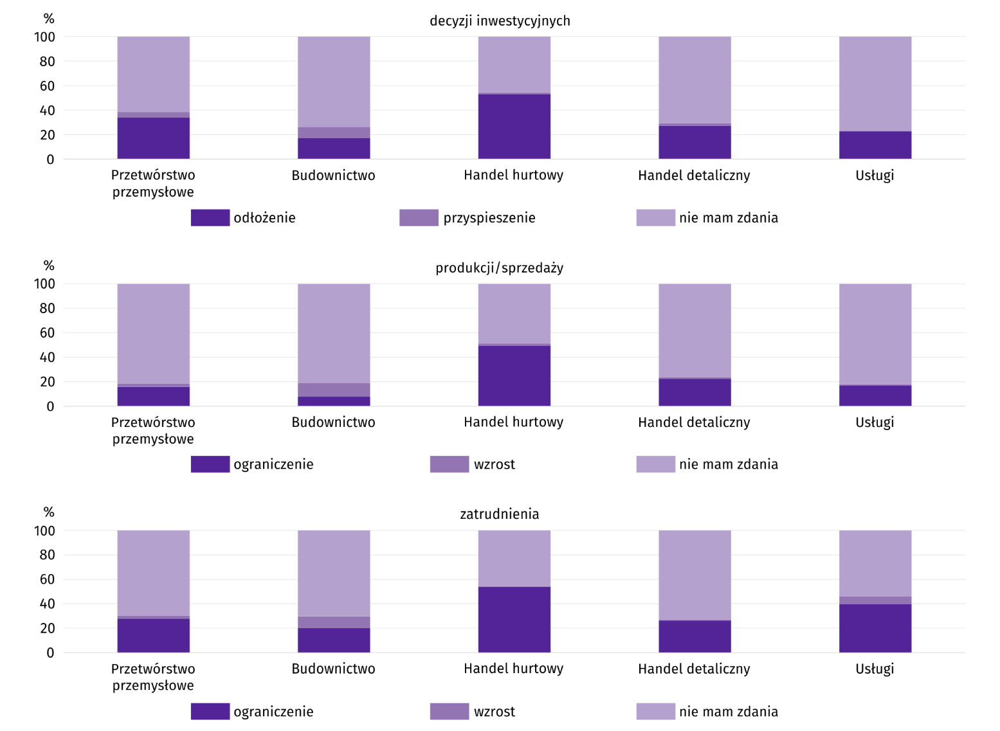 %
decyzji inwestycyjnych
100
80
60
40
20
0
Przetwórstwo
przemysłowe
Budownictwo
Handel hurtowy
Handel detaliczny
Usługi
odłożenie
przyspieszenie
nie mam zdania
%
produkcji/sprzedaży
100
80
60
40
20
0
Przetwórstwo
przemysłowe
Budownictwo
Handel hurtowy
Handel detaliczny
Usługi
ograniczenie
wzrost
nie mam zdania
%
zatrudnienia
100
80
60
40
20
0
Przetwórstwo
przemysłowe
Budownictwo
Handel hurtowy
Handel detaliczny
Usługi
ograniczenie
wzrost
nie mam zdania